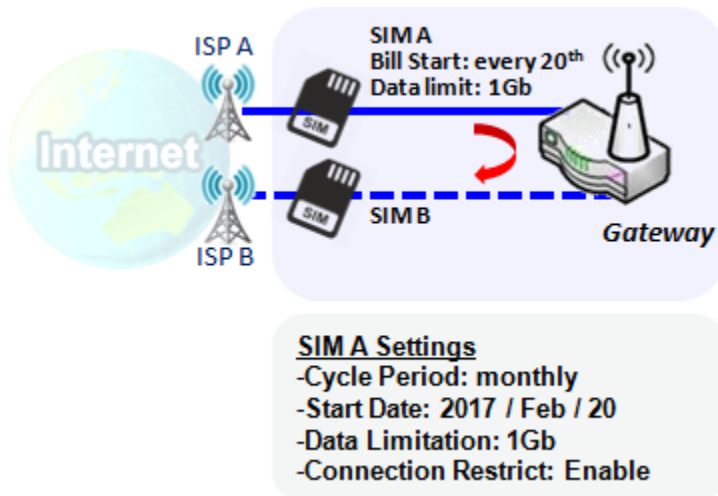 ISP A
SIM A
Bill Start: every 20th
Data limit: 1Gb
SIM
Internet
SIM
SIM B
Gateway
ISP B
SIM A Settings
-Cycle Period: monthly
-Start Date: 2017 / Feb / 20
-Data Limitation: 1Gb
-Connection Restrict: Enable